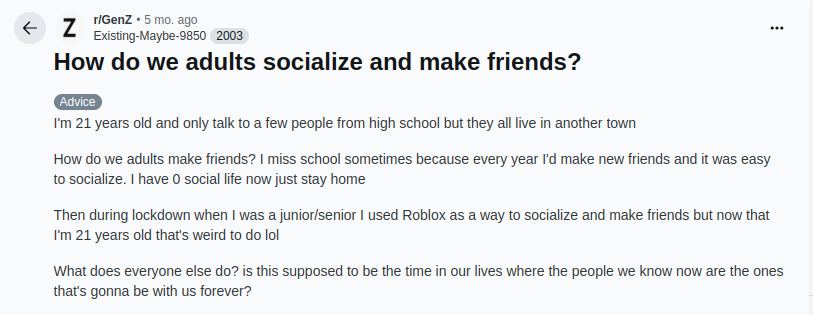 r/GenZ • 5 mo. ago
Existing-Maybe-9850 2003
How do we adults socialize and make friends?
Advice
I'm 21 years old and only talk to a few people from high school but they all live in another town
How do we adults make friends? I miss school sometimes because every year I'd make new friends and it was easy
to socialize. I have 0 social life now just stay home
Then during lockdown when I was a junior/senior I used Roblox as a way to socialize and make friends but now that
I'm 21 years old that's weird to do lol
What does everyone else do? is this supposed to be the time in our lives where the people we know now are the ones
that's gonna be with us forever?